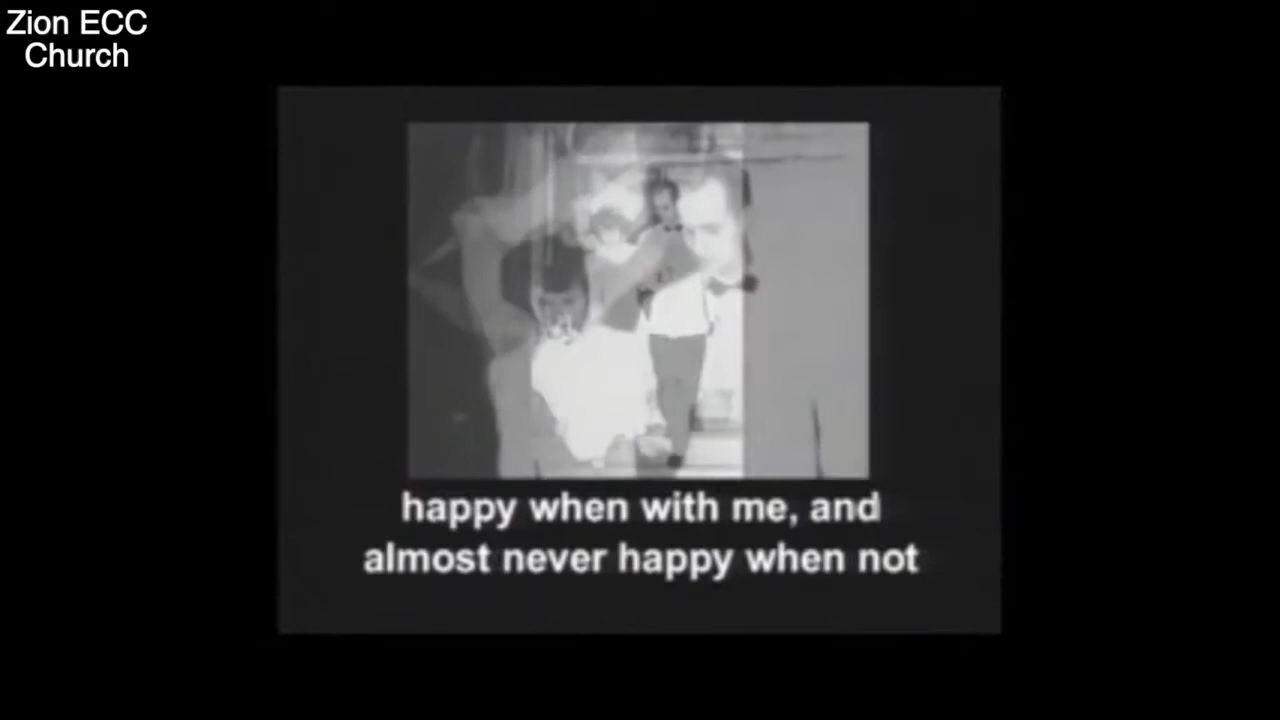 Zion ECC
Church
happy when with me, and
almost never happy when not